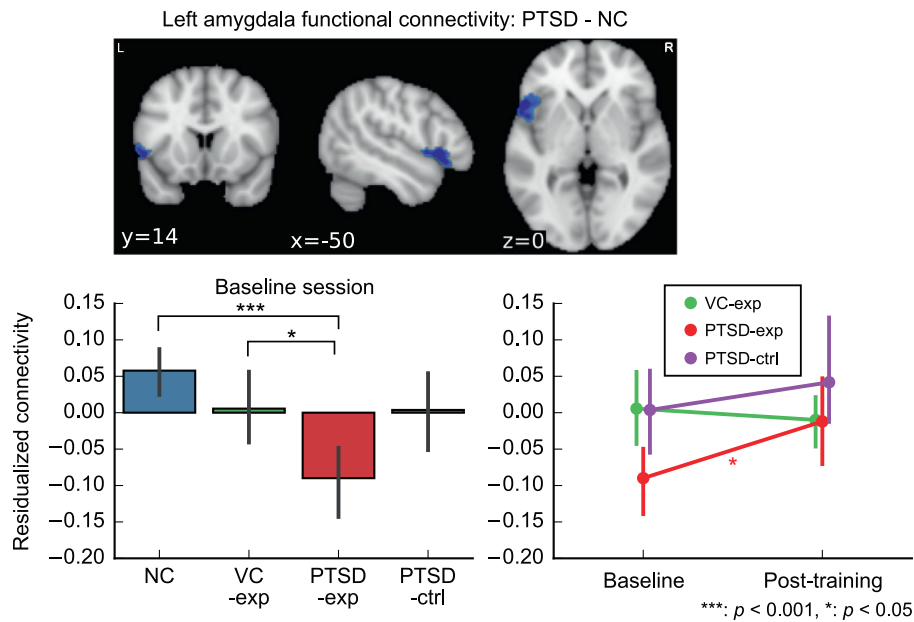 Left amygdala functional connectivity: PTSD - NC
L
R
y=14
x=-50
z=0
Baseline session
***
*
Residualized connectivity
0.15
0.10
0.05
0.00
−0.05
−0.10
−0.15
−0.20
NC
VC
-exp
PTSD
-exp
PTSD
-ctrl
0.15
0.10
0.05
0.00
−0.05
−0.10
−0.15
−0.20
VC-exp
PTSD-exp
PTSD-ctrl
*
Baseline
Post-training
***: p < 0.001, *: p < 0.05